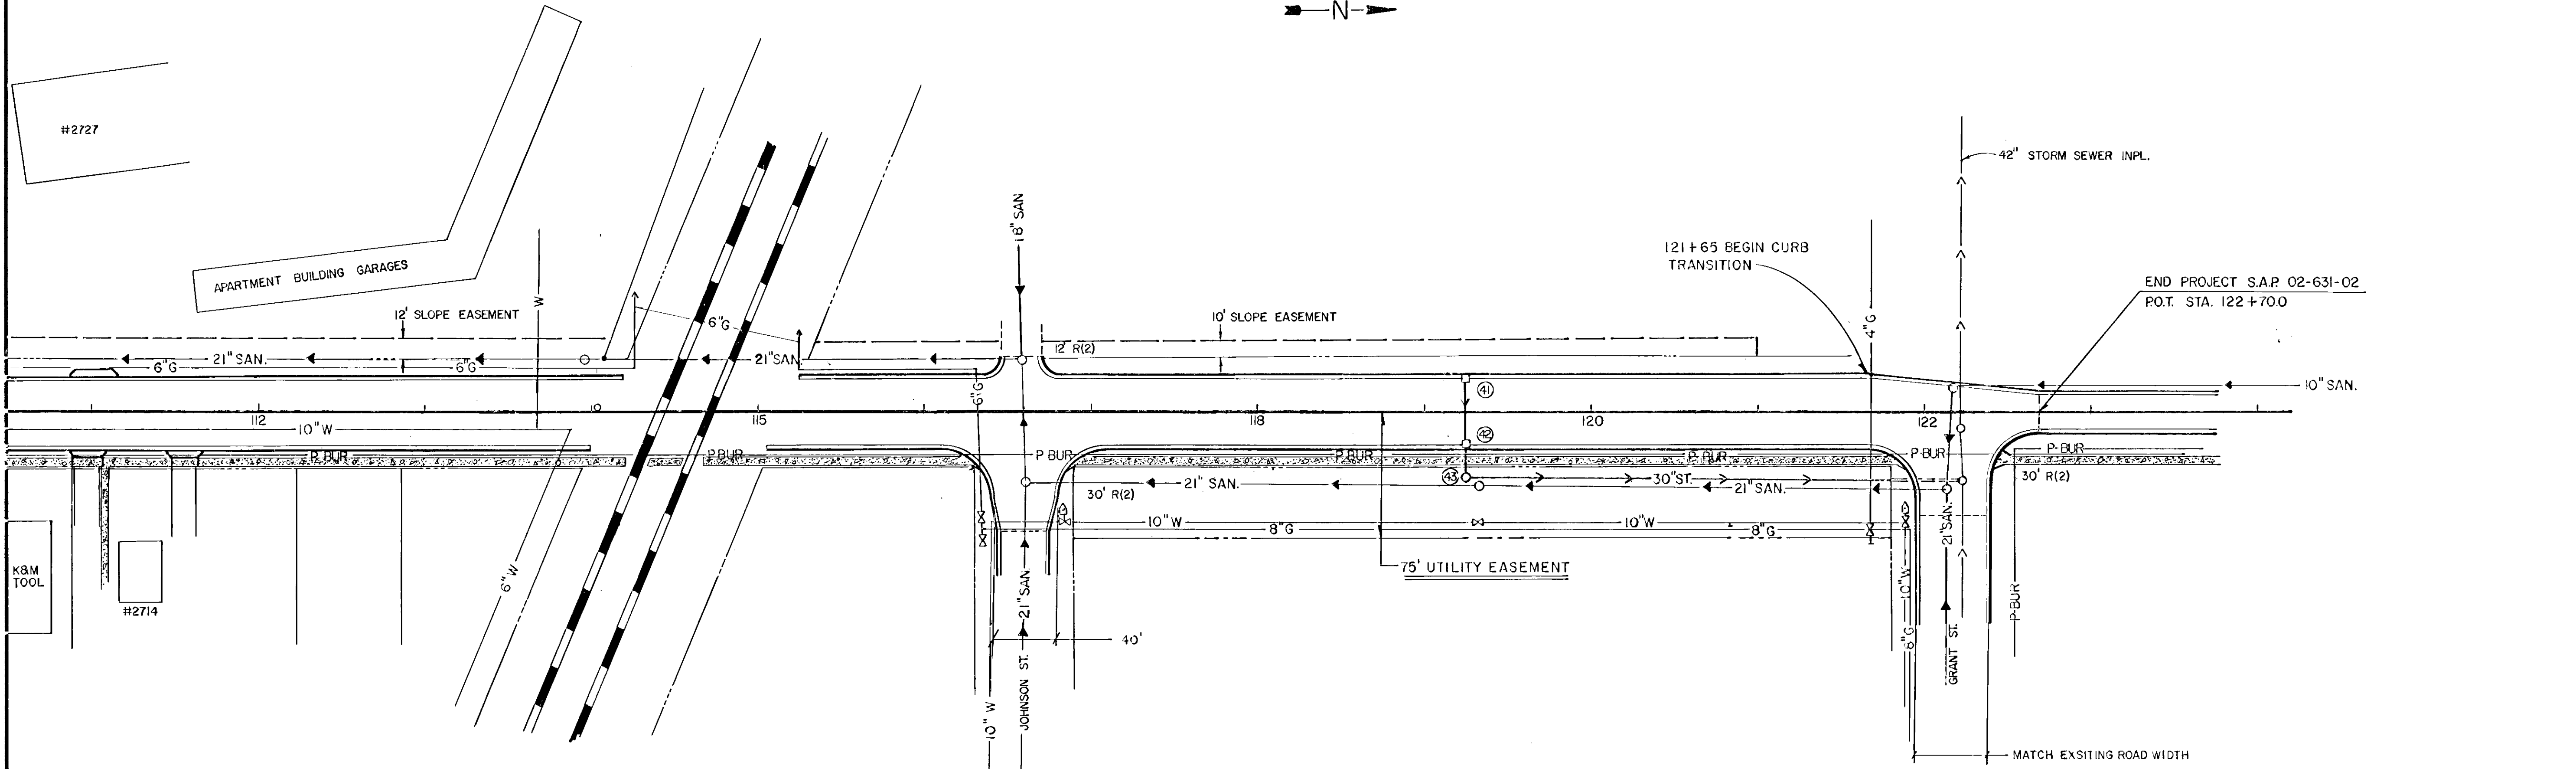 N
#2727
42" STORM SEWER INPL.
18" SAN
121+65 BEGIN CURB
TRANSITION
APARTMENT BUILDING GARAGES
END PROJECT S.A.P. 02-631-02
P.O.T. STA. 122+70.0
W
12' SLOPE EASEMENT
6"G
10' SLOPE EASEMENT
4"G
12' R(2)
21" SAN.
21" SAN.
6"G
6"G
10" SAN.
6"G
41
112
115
118
120
122
10" W
42
P-BUR
P-BUR
P-BUR
P-BUR
P-BUR
P-BUR
P-BUR
43
30" ST.
30' R(2)
21" SAN.
30' R(2)
21" SAN.
10" W
10" W
8"G
8"G
21" SAN.
75' UTILITY EASEMENT
K&M
TOOL
6" W
21" SAN.
10" W
P-BUR
#2714
40'
8"G
GRANT ST.
JOHNSON ST.
10" W
MATCH EXSITING ROAD WIDTH